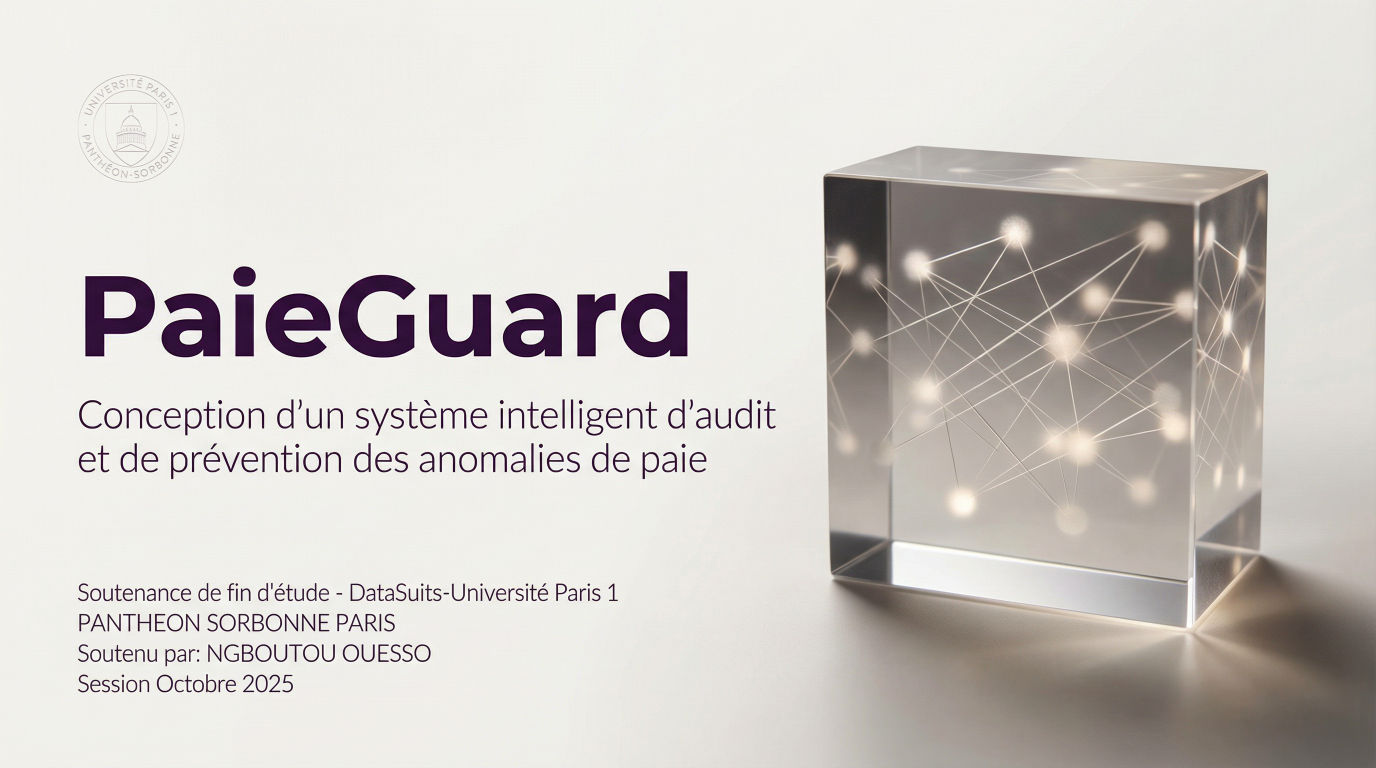 UNIVERSITÉ PARIS 1
PANTHÉON-SORBONNE
PaieGuard
Conception d’un système intelligent d’audit
et de prévention des anomalies de paie
Soutenance de fin d'étude - DataSuits-Université Paris 1
PANTHEON SORBONNE PARIS
Soutenu par: NGBOUTOU OUESSO
Session Octobre 2025